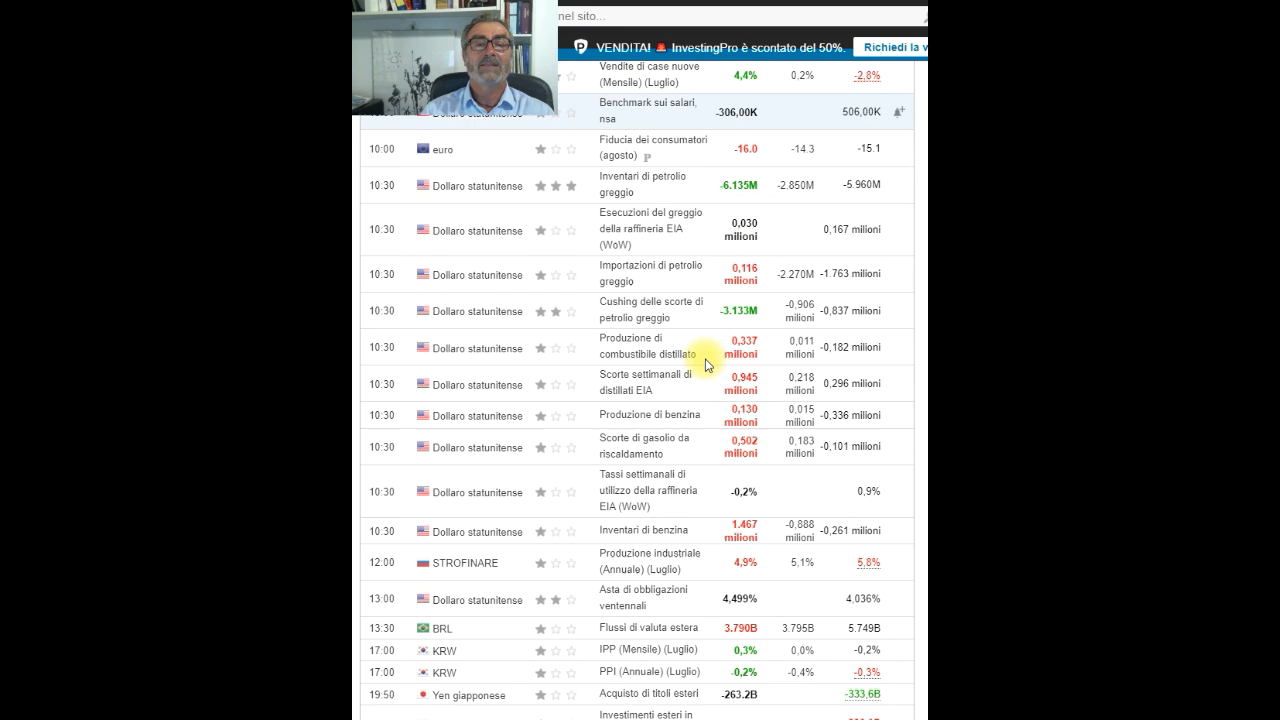 nel sito...
VENDITA! 🚨 InvestingPro è scontato del 50%. Richiedi la v
Vendite di case nuove
(Mensile) (Luglio) 4,4% 0,2% -2,8%
Benchmark sui salari,
nsa -306,00K 506,00K
10:00 euro Fiducia dei consumatori
(agosto) P -16.0 -14.3 -15.1
10:30 Dollaro statunitense Inventari di petrolio
greggio -6.135M -2.850M -5.960M
10:30 Dollaro statunitense Esecuzioni del greggio
della raffineria EIA
(WoW) 0,030
milioni 0,167 milioni
10:30 Dollaro statunitense Importazioni di petrolio
greggio 0,116
milioni -2.270M -1.763 milioni
10:30 Dollaro statunitense Cushing delle scorte di
petrolio greggio -3.133M -0,906
milioni -0,837 milioni
10:30 Dollaro statunitense Produzione di
combustibile distillato 0,337
milioni 0,011
milioni -0,182 milioni
10:30 Dollaro statunitense Scorte settimanali di
distillati EIA 0,945
milioni 0,218
milioni 0,296 milioni
10:30 Dollaro statunitense Produzione di benzina 0,130
milioni 0,015
milioni -0,336 milioni
10:30 Dollaro statunitense Scorte di gasolio da
riscaldamento 0,502
milioni 0,183
milioni -0,101 milioni
10:30 Dollaro statunitense Tassi settimanali di
utilizzo della raffineria
EIA (WoW) -0,2% 0,9%
10:30 Dollaro statunitense Inventari di benzina 1.467
milioni -0,888
milioni -0,261 milioni
12:00 STROFINARE Produzione industriale
(Annuale) (Luglio) 4,9% 5,1% 5,8%
13:00 Dollaro statunitense Asta di obbligazioni
ventennali 4,499% 4,036%
13:30 BRL Flussi di valuta estera 3.790B 3.795B 5.749B
17:00 KRW IPP (Mensile) (Luglio) 0,3% 0,0% -0,2%
17:00 KRW PPI (Annuale) (Luglio) -0,2% -0,4% -0,3%
19:50 Yen giapponese Acquisto di titoli esteri -263.2B -333,6B
Investimenti esteri in